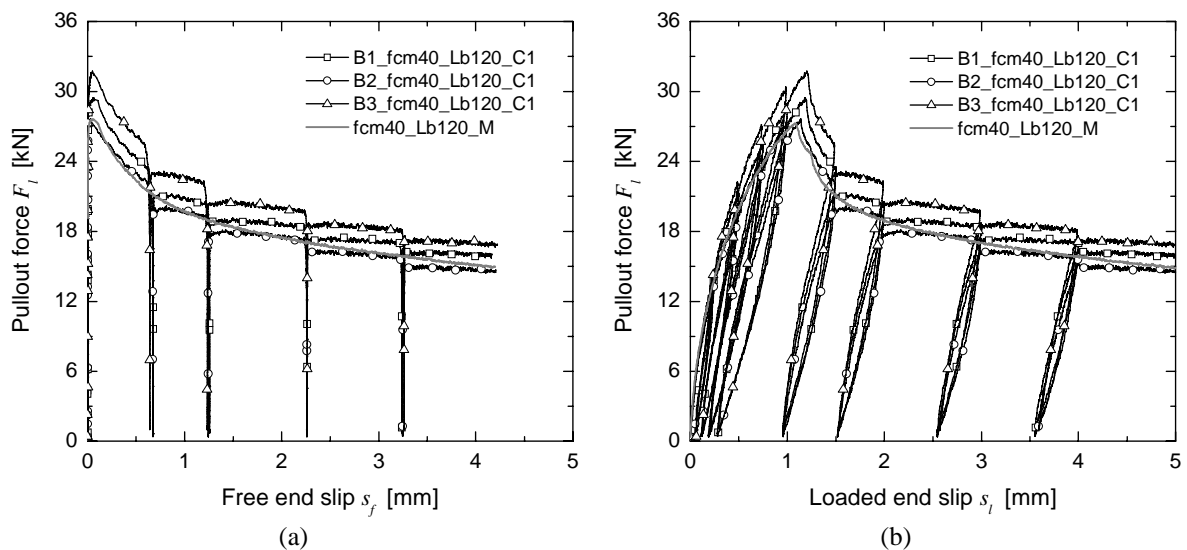 36
30
24
18
12
6
0
Pullout force F_l [kN]
B1_fcm40_Lb120_C1
B2_fcm40_Lb120_C1
B3_fcm40_Lb120_C1
fcm40_Lb120_M
0 1 2 3 4 5
Free end slip s_f [mm]
(a)
36
30
24
18
12
6
0
Pullout force F_l [kN]
B1_fcm40_Lb120_C1
B2_fcm40_Lb120_C1
B3_fcm40_Lb120_C1
fcm40_Lb120_M
0 1 2 3 4 5
Loaded end slip s_l [mm]
(b)